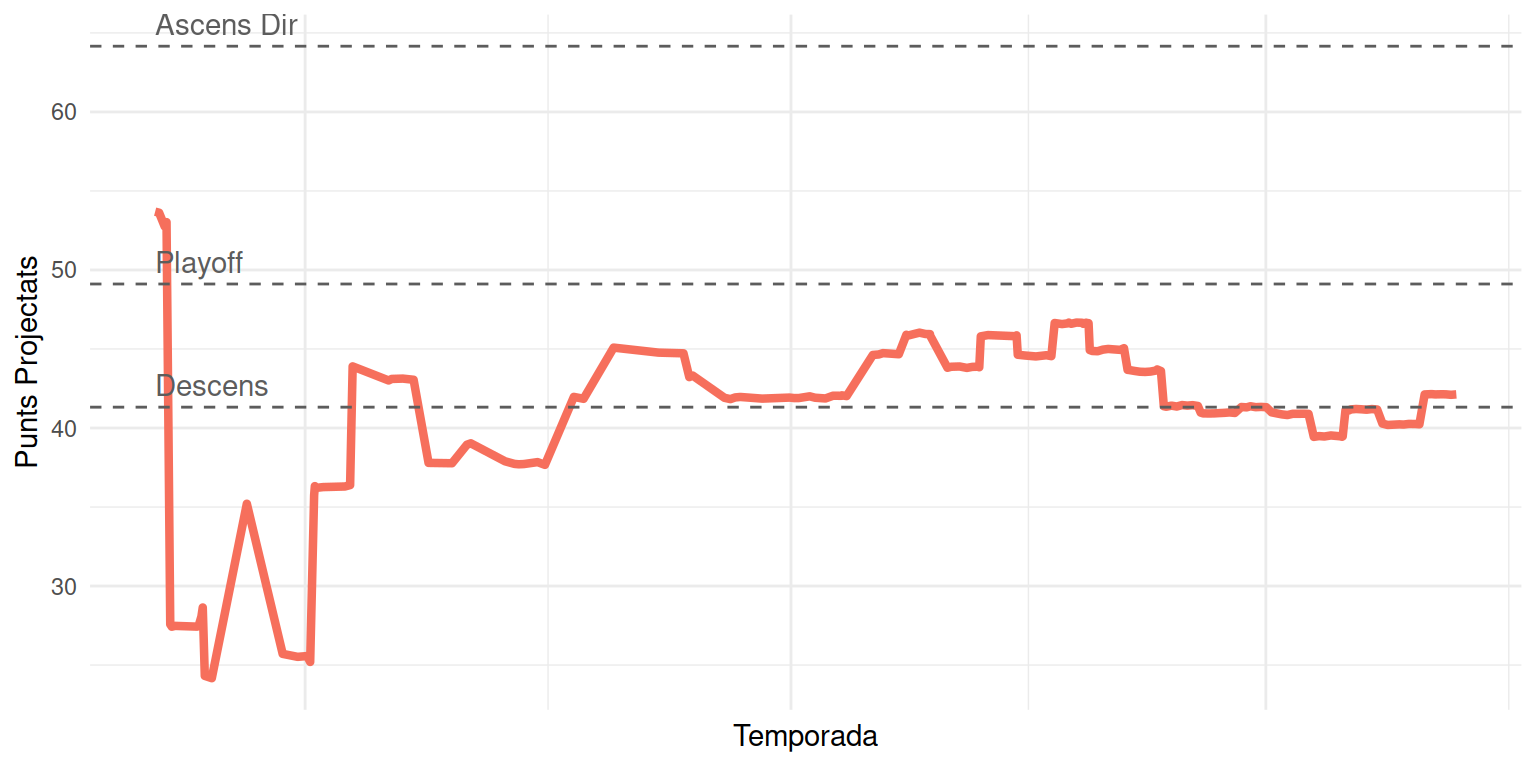 Ascens Dir
60
Playoff
50
Descens
40
30
Punts Projectats
Temporada